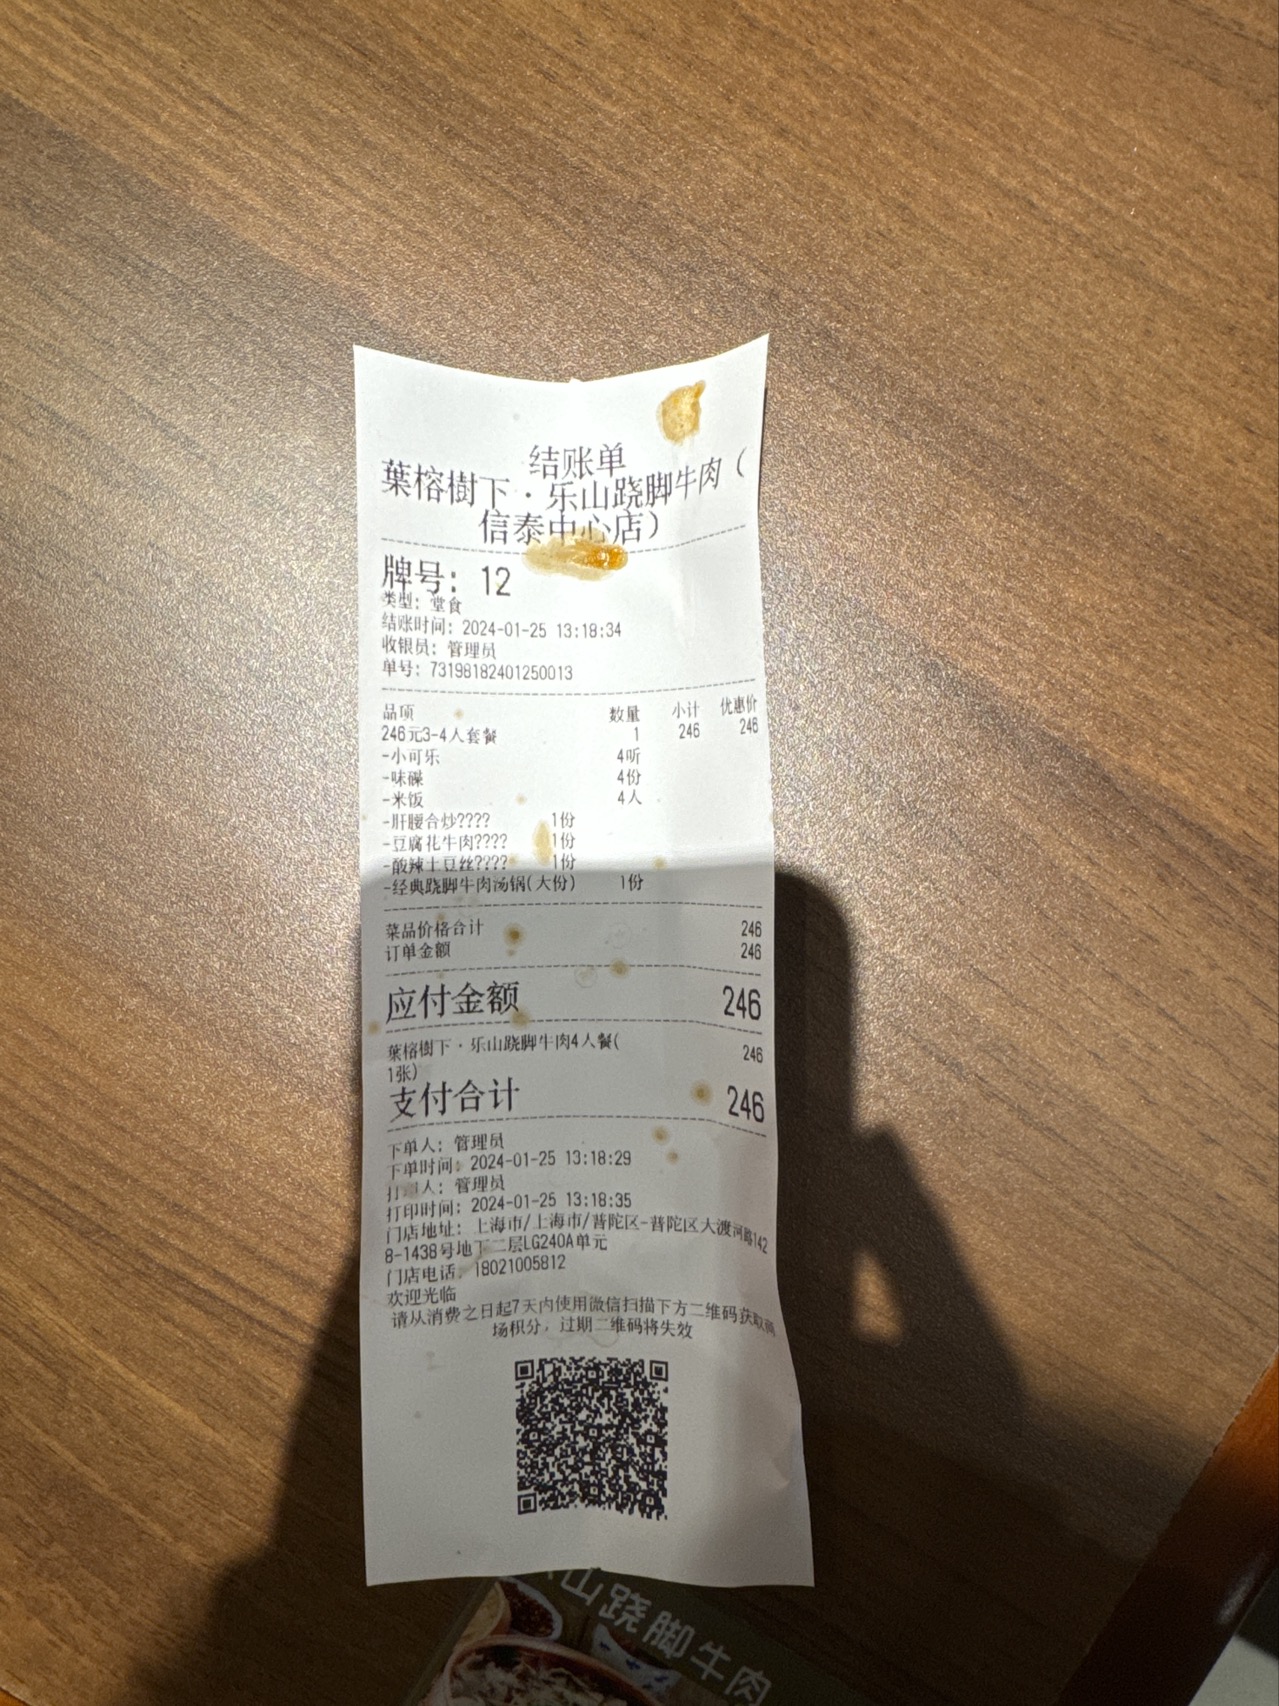 结账单
葉榕樹下·乐山跷脚牛肉（
信泰中心店）
牌号: 12
类型: 堂食
结账时间: 2024-01-25 13:18:34
收银员: 管理员
单号: 73198182401250013
品项 数量 小计 优惠价
246元3-4人套餐 1 246 246
-小可乐 4听
-味碟 4份
-米饭 4人
-肝腰合炒???? 1份
-豆腐花牛肉???? 1份
-酸辣土豆丝???? 1份
-经典跷脚牛肉汤锅(大份) 1份
菜品价格合计 246
订单金额 246
应付金额 246
葉榕樹下·乐山跷脚牛肉4人餐( 246
1张)
支付合计 246
下单人: 管理员
下单时间: 2024-01-25 13:18:29
打印人: 管理员
打印时间: 2024-01-25 13:18:35
门店地址: 上海市/上海市/普陀区-普陀区大渡河路142
8-1438号地下二层LG240A单元
门店电话: 18021005812
欢迎光临
请从消费之日起7天内使用微信扫描下方二维码获取商
场积分，过期二维码将失效
山跷脚牛肉